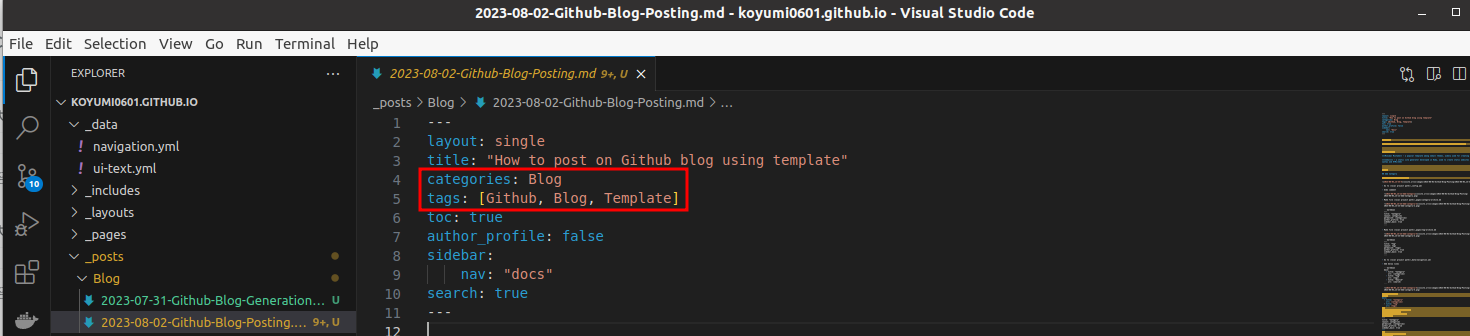 2023-08-02-Github-Blog-Posting.md - koyumi0601.github.io - Visual Studio Code
File Edit Selection View Go Run Terminal Help
EXPLORER ...
2023-08-02-Github-Blog-Posting.md 9+, U
KOYUMI0601.GITHUB.IO
_posts > Blog > 2023-08-02-Github-Blog-Posting.md > ...
_data
navigation.yml
ui-text.yml
_includes
_layouts
_pages
_posts
Blog
2023-07-31-Github-Blog-Generation... U
2023-08-02-Github-Blog-Posting.... 9+, U
10
1 ---
2 layout: single
3 title: "How to post on Github blog using template"
4 categories: Blog
5 tags: [Github, Blog, Template]
6 toc: true
7 author_profile: false
8 sidebar:
9 nav: "docs"
10 search: true
11 ---
12